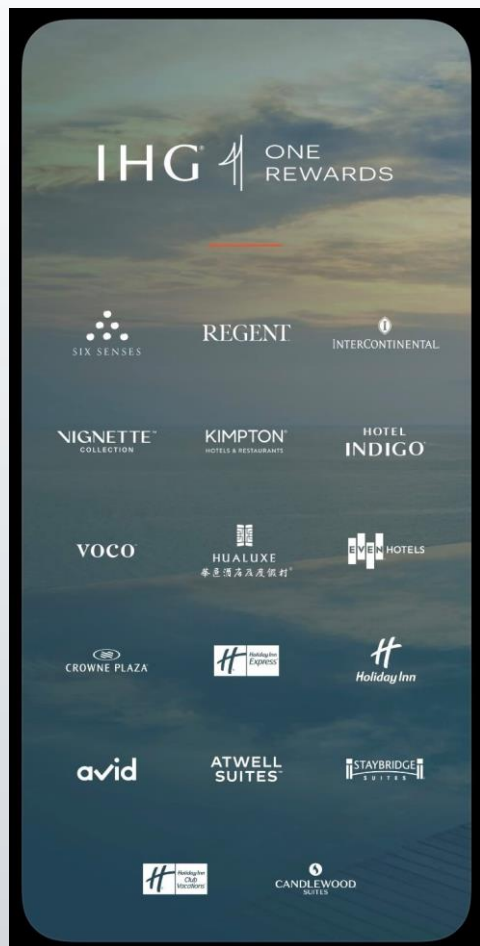 IHG® ONE
REWARDS
SIX SENSES
REGENT
INTERCONTINENTAL
VIGNETTE™
COLLECTION
KIMPTON®
HOTELS & RESTAURANTS
HOTEL
INDIGO
VOCO
HUALUXE
華邑酒店及度假村®
EVEN HOTELS
CROWNE PLAZA
H Holiday Inn
Express
H
Holiday Inn
avid
ATWELL
SUITES™
STAYBRIDGE
SUITES
H Holiday Inn
Club
Vacations
CANDLEWOOD
SUITES